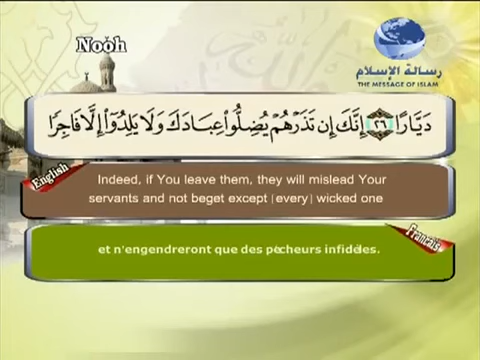 Nooh
رسالة الإسلام
THE MESSAGE OF ISLAM
دَيَّارًا ٢٦ إِنَّكَ إِن تَذَرْهُمْ يُضِلُّوا۟ عِبَادَكَ وَلَا يَلِدُوٓا۟ إِلَّا فَاجِرًا
English
Indeed, if You leave them, they will mislead Your
servants and not beget except [every] wicked one
Francais
et n'engendreront que des pécheurs infidèles.